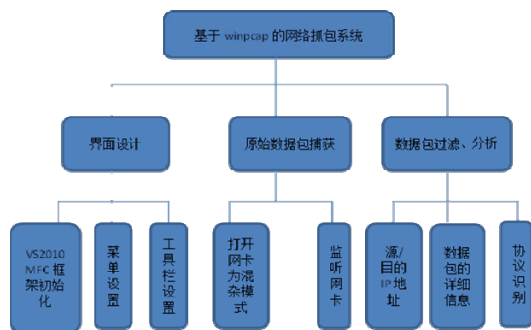 基于 winpcap 的网络抓包系统
界面设计
原始数据包捕获
数据包过滤、分析
VS2010
MFC 框
架初始
化
菜单
设置
工具
栏设
置
打开
网卡
为混
杂模
式
监听
网卡
源/
目的
IP 地
址
数据
包的
详细
信息
协议
识别